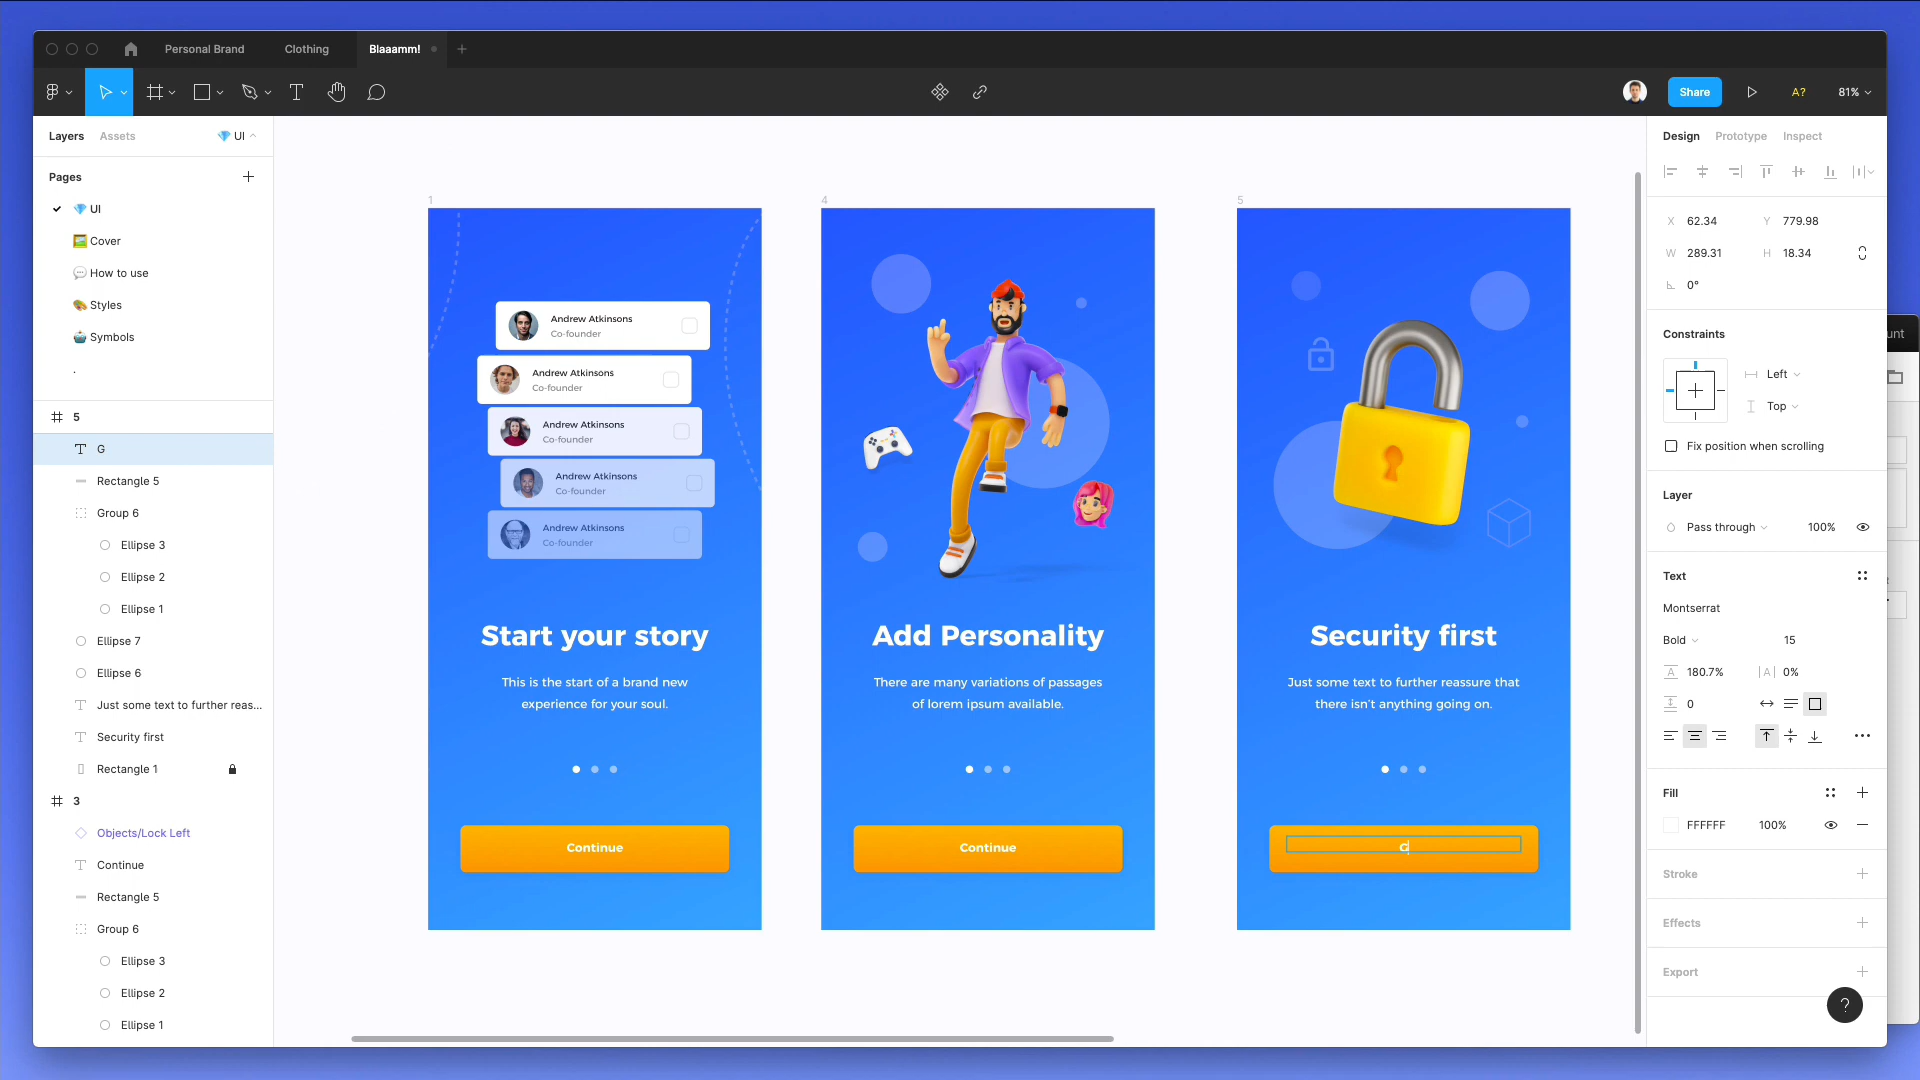 Personal Brand
Clothing
Blaaamm!
Share
A?
81%
Layers
Assets
UI
Pages
UI
Cover
How to use
Styles
Symbols
.
5
G
Rectangle 5
Group 6
Ellipse 3
Ellipse 2
Ellipse 1
Ellipse 7
Ellipse 6
Just some text to further reas...
Security first
Rectangle 1
3
Objects/Lock Left
Continue
Rectangle 5
Group 6
Ellipse 3
Ellipse 2
Ellipse 1
1
Andrew Atkinsons
Co-founder
Andrew Atkinsons
Co-founder
Andrew Atkinsons
Co-founder
Andrew Atkinsons
Co-founder
Andrew Atkinsons
Co-founder
Start your story
This is the start of a brand new
experience for your soul.
Continue
4
Add Personality
There are many variations of passages
of lorem ipsum available.
Continue
5
Security first
Just some text to further reassure that
there isn't anything going on.
G
Design
Prototype
Inspect
X 62.34
Y 779.98
W 289.31
H 18.34
0°
Constraints
Left
Top
Fix position when scrolling
Layer
Pass through
100%
Text
Montserrat
Bold
15
180.7%
0%
0
Fill
FFFFFF
100%
Stroke
Effects
Export
?